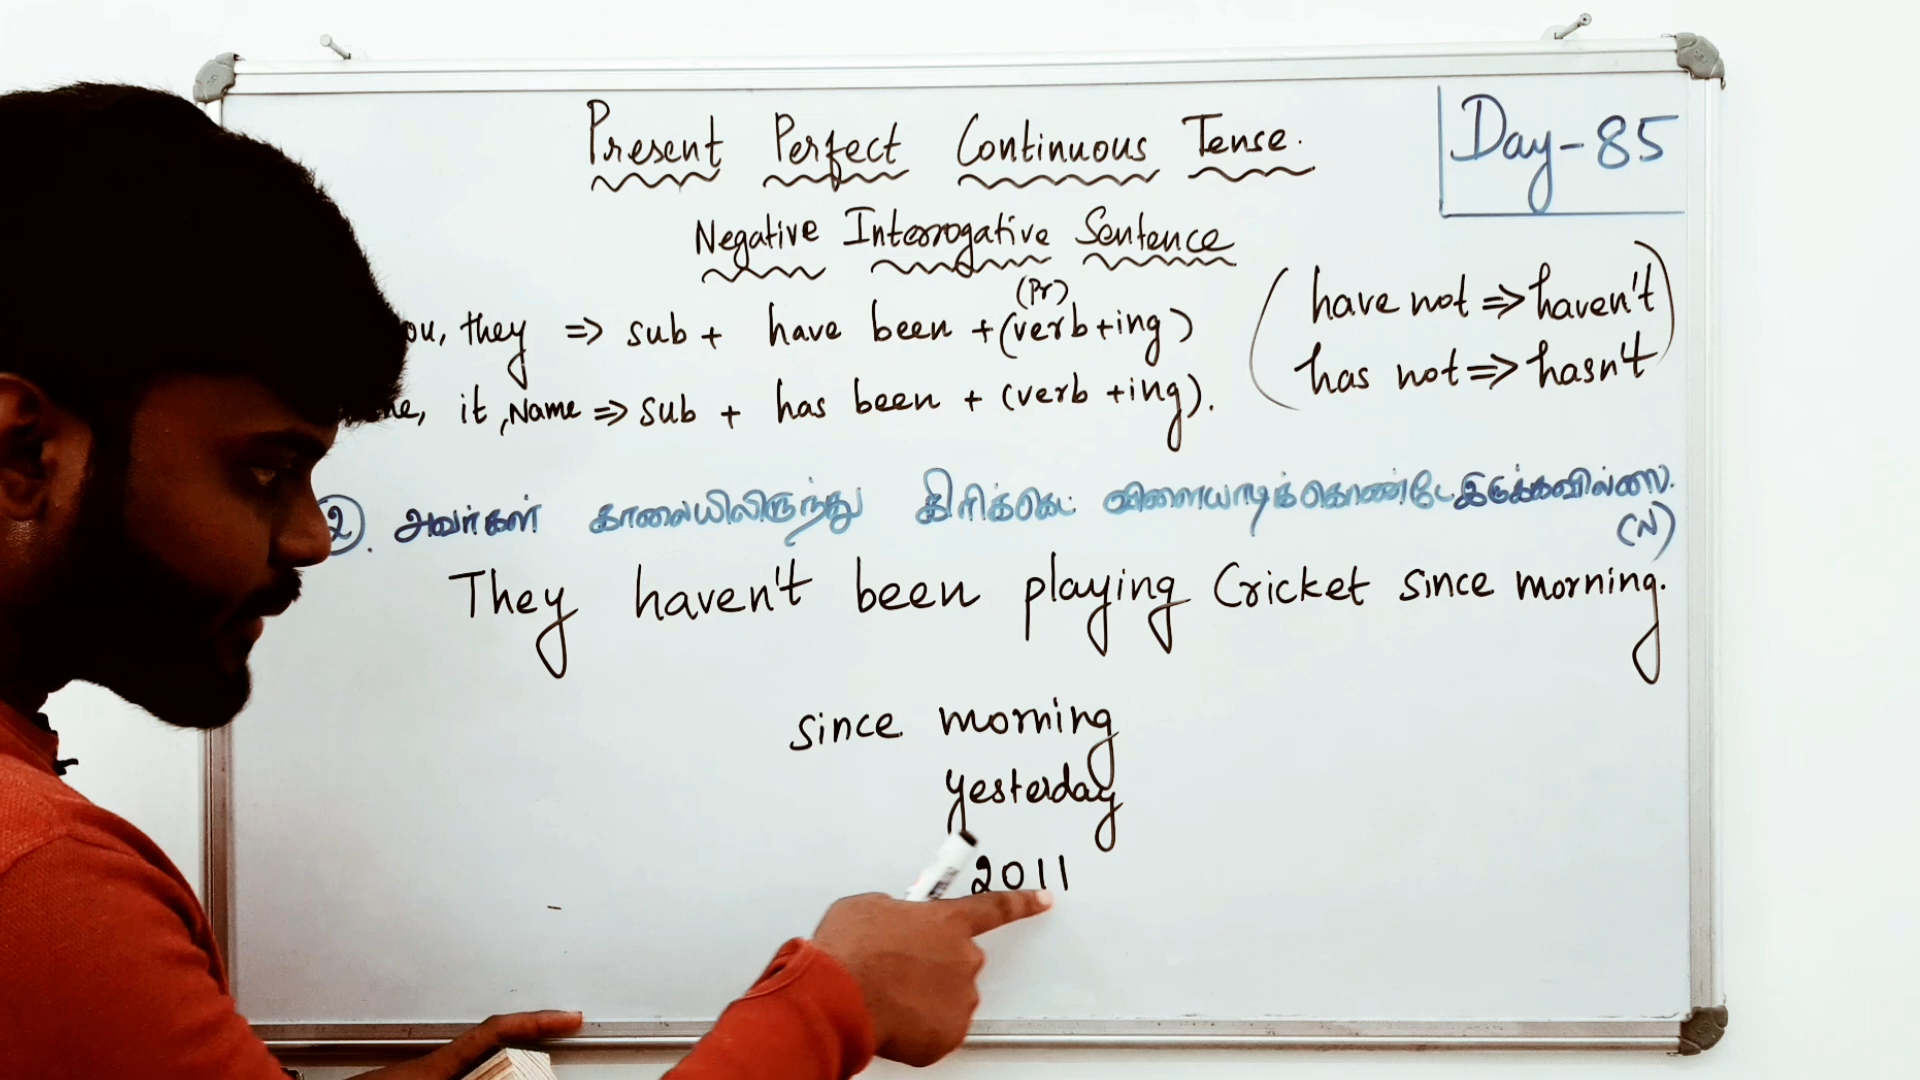 Present Perfect Continuous Tense.
Day-85
Negative Interrogative Sentence
(Pr)
they => sub + have been + (verb+ing)
it, Name => sub + has been + (verb +ing).
(have not => haven't
has not => hasn't)
2. அவர்கள் காலையிலிருந்து கிரிக்கெட் விளையாடிக்கொண்டே இருக்கவில்லை.
(N)
They haven't been playing Cricket since morning.
since morning
yesterday
2011